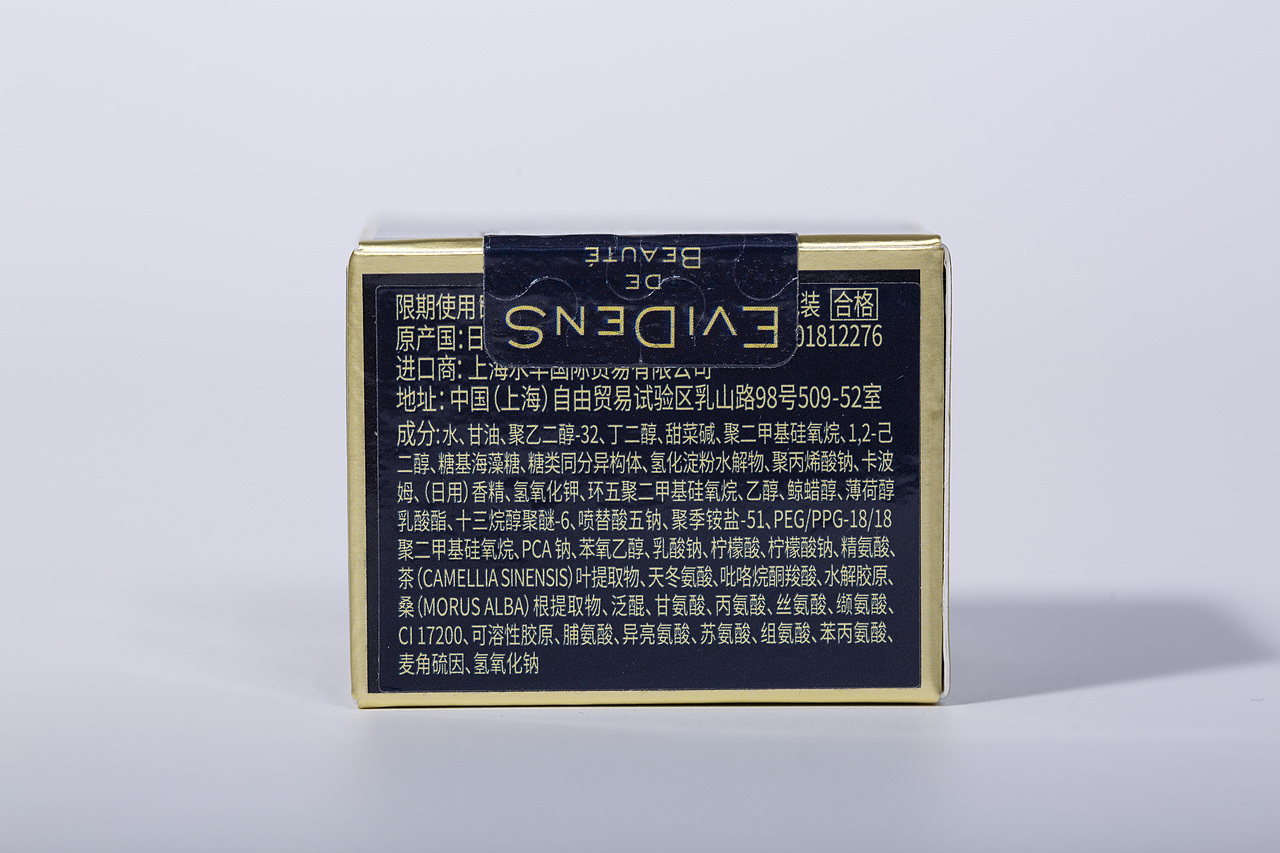 EVIDENS
DE
BEAUTÉ
限期使用 装 合格
原产国:日 01812276
进口商: 上海 国际贸易有限公司
地址: 中国(上海)自由贸易试验区乳山路98号509-52室
成分:水、甘油、聚乙二醇-32、丁二醇、甜菜碱、聚二甲基硅氧烷、1,2-己
二醇、糖基海藻糖、糖类同分异构体、氢化淀粉水解物、聚丙烯酸钠、卡波
姆、(日用)香精、氢氧化钾、环五聚二甲基硅氧烷、乙醇、鲸蜡醇、薄荷醇
乳酸酯、十三烷醇聚醚-6、喷替酸五钠、聚季铵盐-51、PEG/PPG-18/18
聚二甲基硅氧烷、PCA 钠、苯氧乙醇、乳酸钠、柠檬酸、柠檬酸钠、精氨酸、
茶(CAMELLIA SINENSIS)叶提取物、天冬氨酸、吡咯烷酮羧酸、水解胶原、
桑(MORUS ALBA)根提取物、泛醌、甘氨酸、丙氨酸、丝氨酸、缬氨酸、
CI 17200、可溶性胶原、脯氨酸、异亮氨酸、苏氨酸、组氨酸、苯丙氨酸、
麦角硫因、氢氧化钠